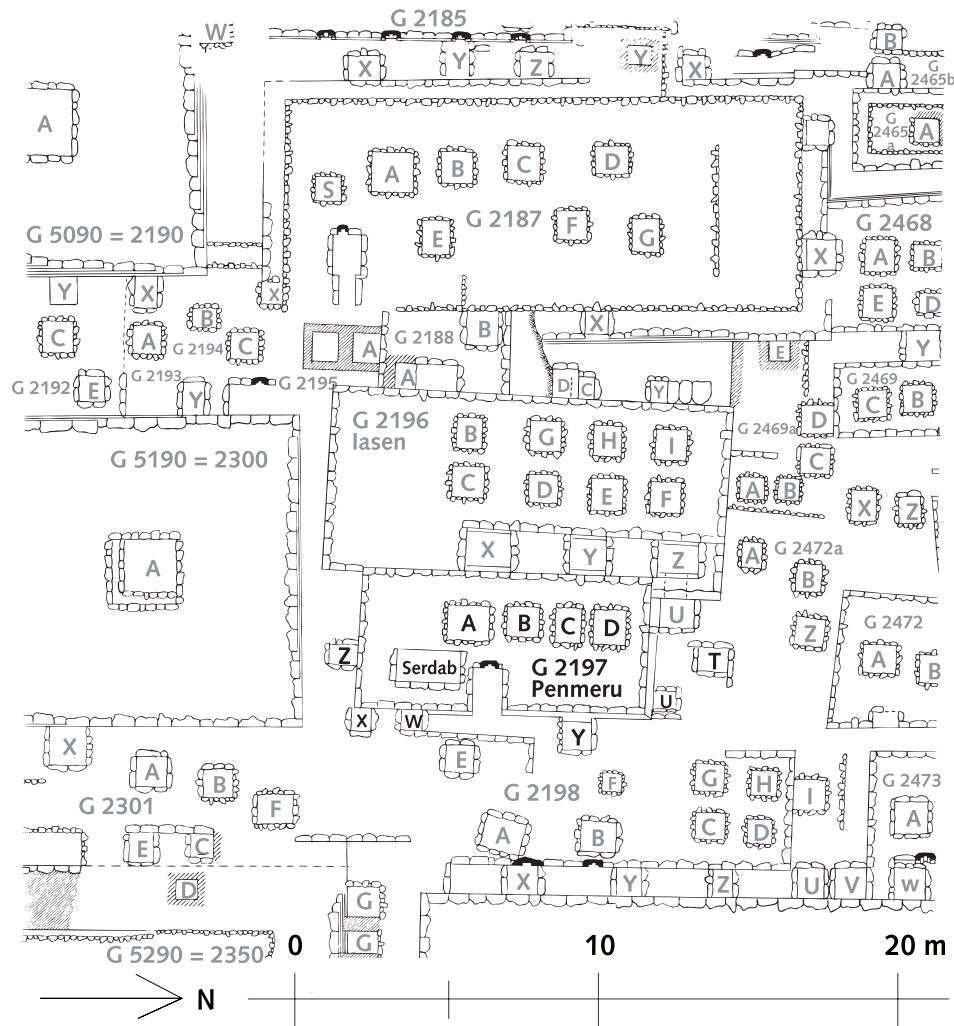 G 2185
W
B
X
Y
Z
Y
X
A
G
2465b
A
G
2465
a
A
S
A
B
C
D
G 5090 = 2190
E
G 2187
F
G
G 2468
X
A
B
Y
X
X
E
D
C
A
B
G 2194
C
A
G 2188
B
X
E
Y
G 2192
E
G 2193
Y
G 2195
A
D
C
Y
G 2469
C
B
G 2196
Iasen
B
G
H
I
G 2469a
D
G 5190 = 2300
C
C
D
E
F
A
B
X
Z
A
X
Y
Z
A
G 2472a
B
U
A
B
C
D
G 2472
Z
Z
Serdab
G 2197
Penmeru
T
A
B
U
X
W
Y
X
E
A
B
F
G 2198
F
G
H
I
G 2473
G 2301
A
B
C
D
A
E
C
X
Y
Z
U
V
W
D
G
G
G 5290 = 2350
0
10
20 m
N